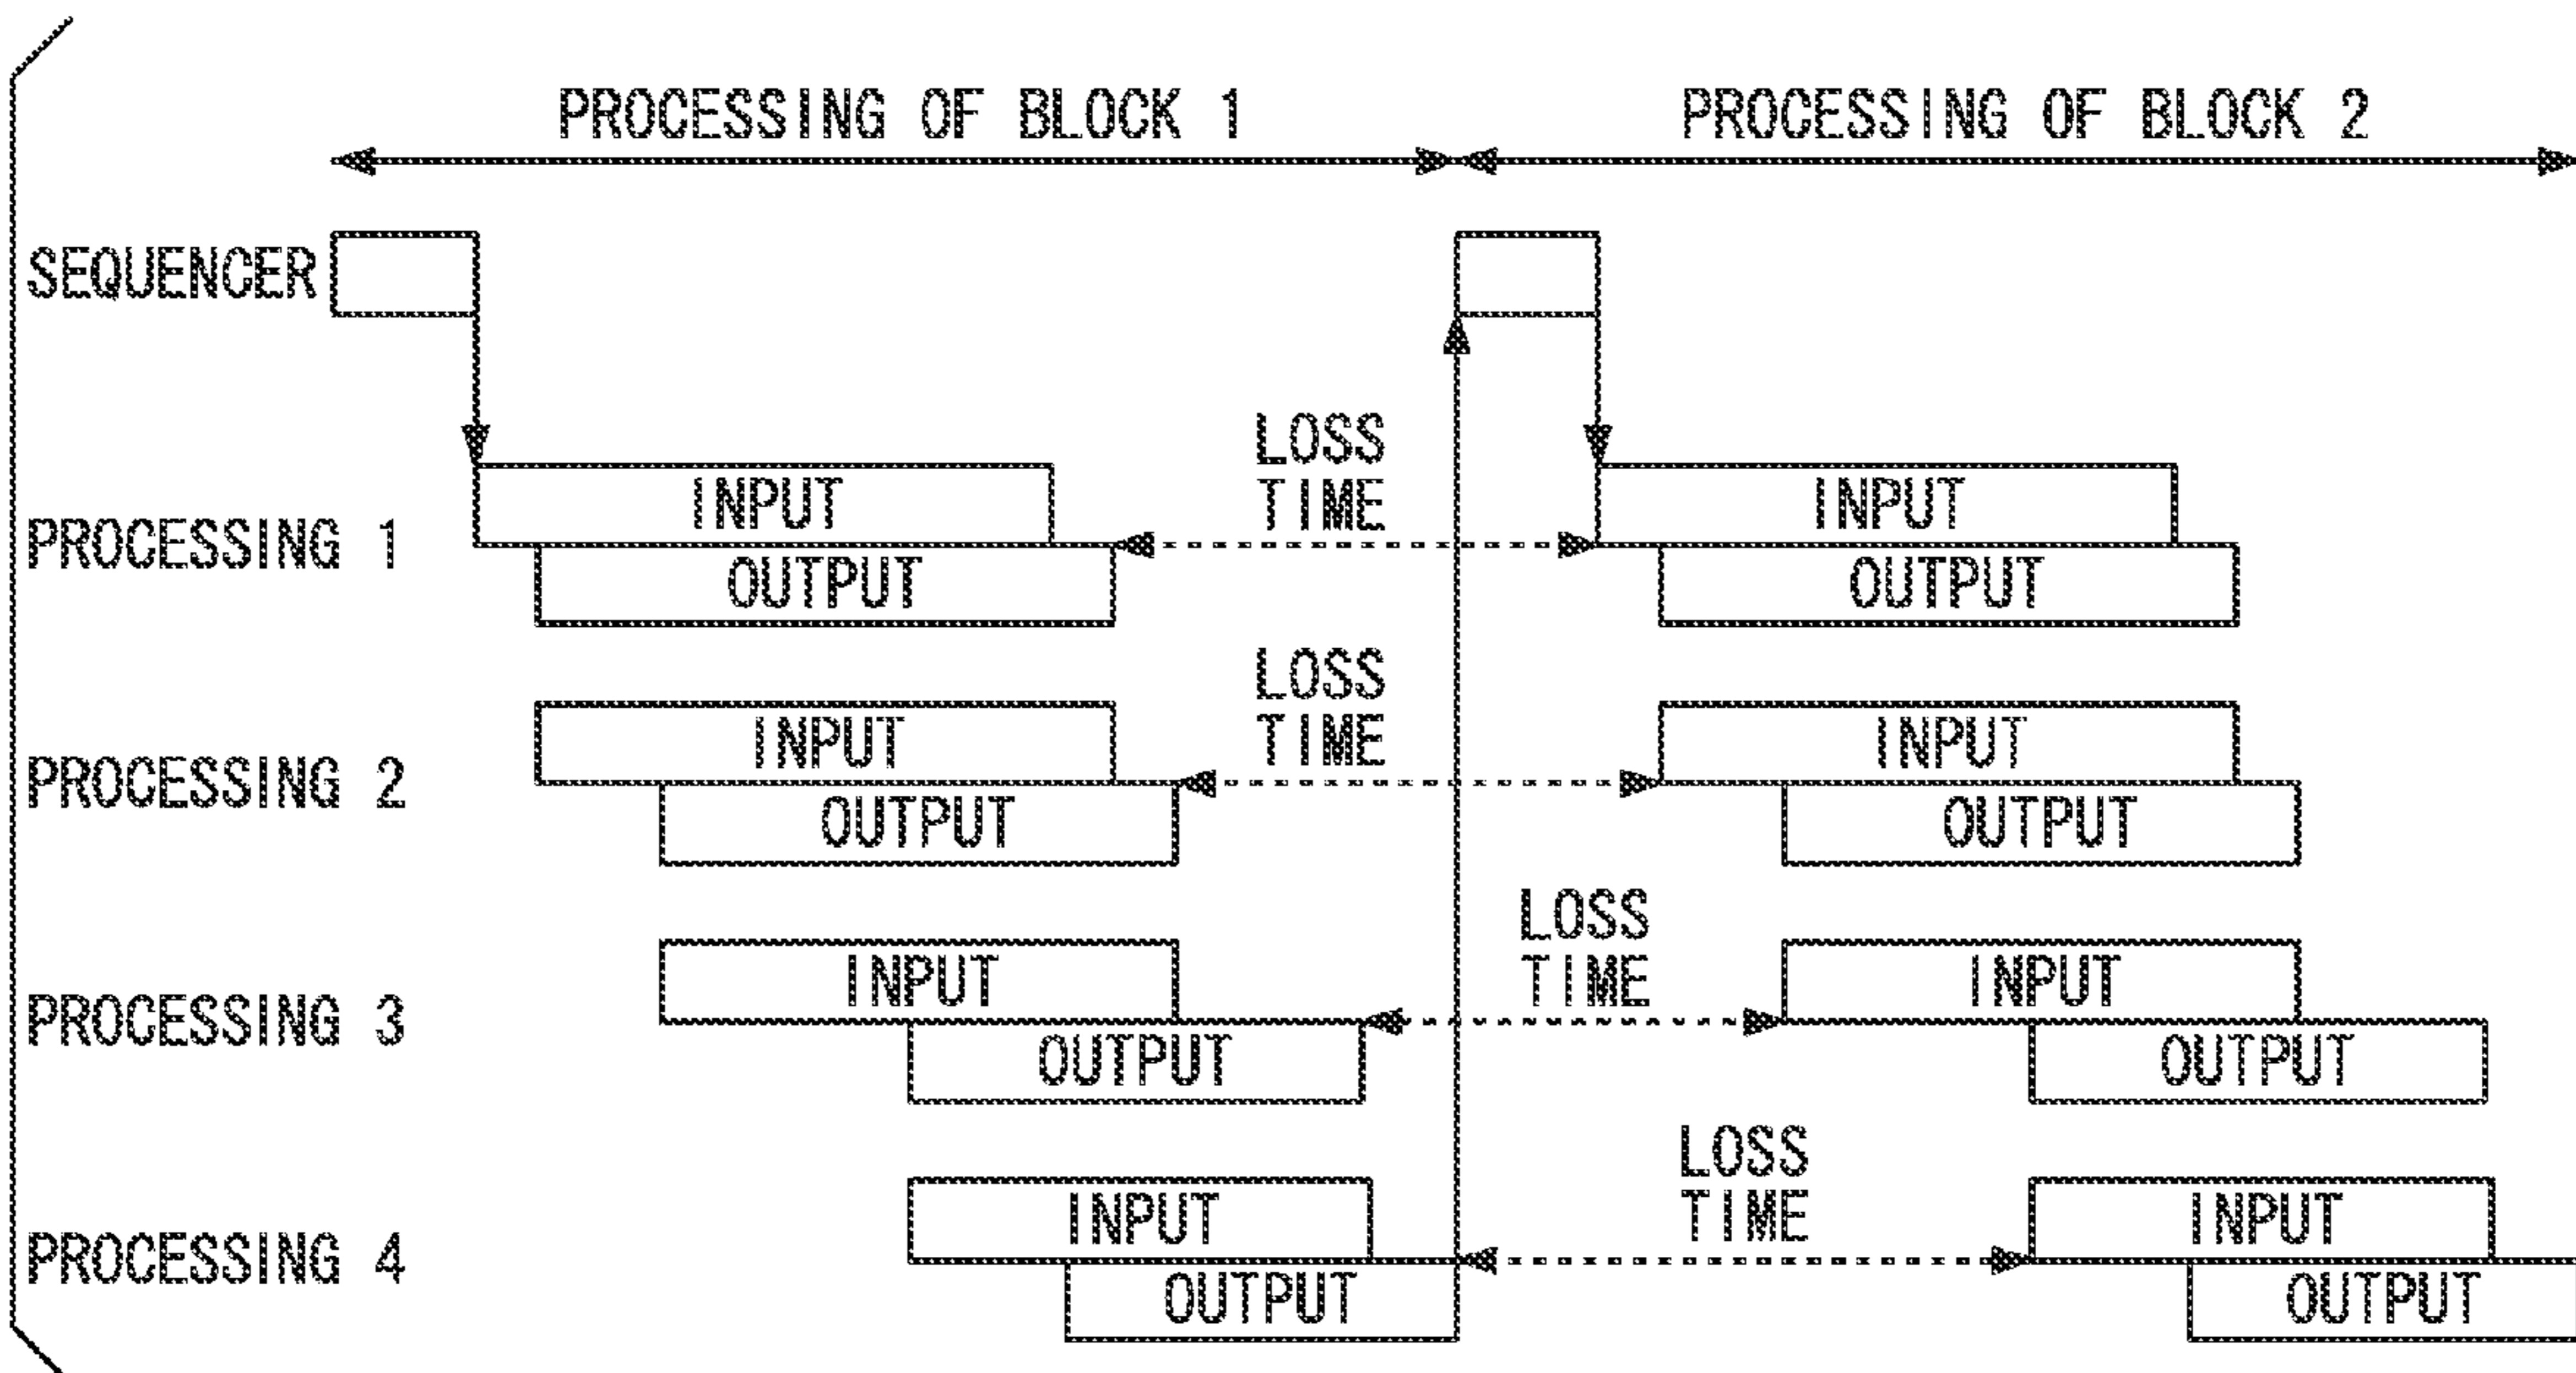 PROCESSING OF BLOCK 1
PROCESSING OF BLOCK 2
SEQUENCER
LOSS
TIME
PROCESSING 1
INPUT
OUTPUT
INPUT
OUTPUT
LOSS
TIME
PROCESSING 2
INPUT
OUTPUT
INPUT
OUTPUT
LOSS
TIME
PROCESSING 3
INPUT
OUTPUT
INPUT
OUTPUT
LOSS
TIME
PROCESSING 4
INPUT
OUTPUT
INPUT
OUTPUT